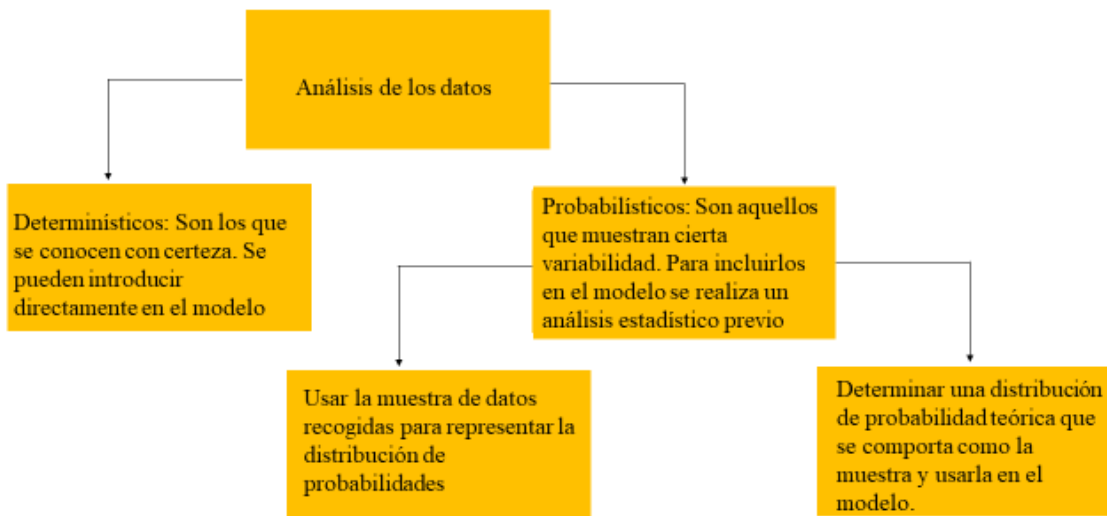 Análisis de los datos
Determinísticos: Son los que
se conocen con certeza. Se
pueden introducir
directamente en el modelo
Probabilísticos: Son aquellos
que muestran cierta
variabilidad. Para incluirlos
en el modelo se realiza un
análisis estadístico previo
Usar la muestra de datos
recogidas para representar la
distribución de
probabilidades
Determinar una distribución
de probabilidad teórica que
se comporta como la
muestra y usarla en el
modelo.